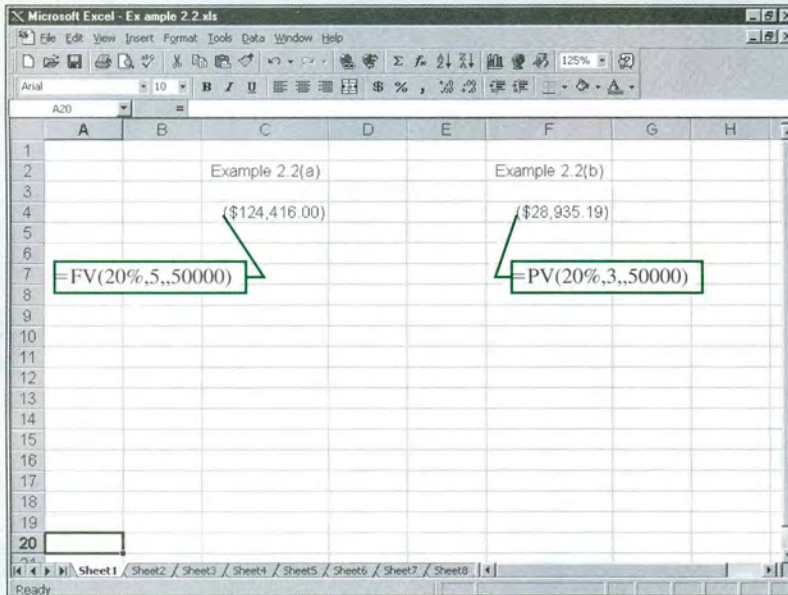 Microsoft Excel - Ex ample 2.2.xls
File Edit View Insert Format Tools Data Window Help
125%
Arial 10 B I U $ % ,
A20 =
A B C D E F G H
1
2 Example 2.2(a) Example 2.2(b)
3
4 ($124,416.00) ($28,935.19)
5
6
7 =FV(20%,5,,50000) =PV(20%,3,,50000)
8
9
10
11
12
13
14
15
16
17
18
19
20
21
Sheet1 Sheet2 Sheet3 Sheet4 Sheet5 Sheet6 Sheet7 Sheet8
Ready